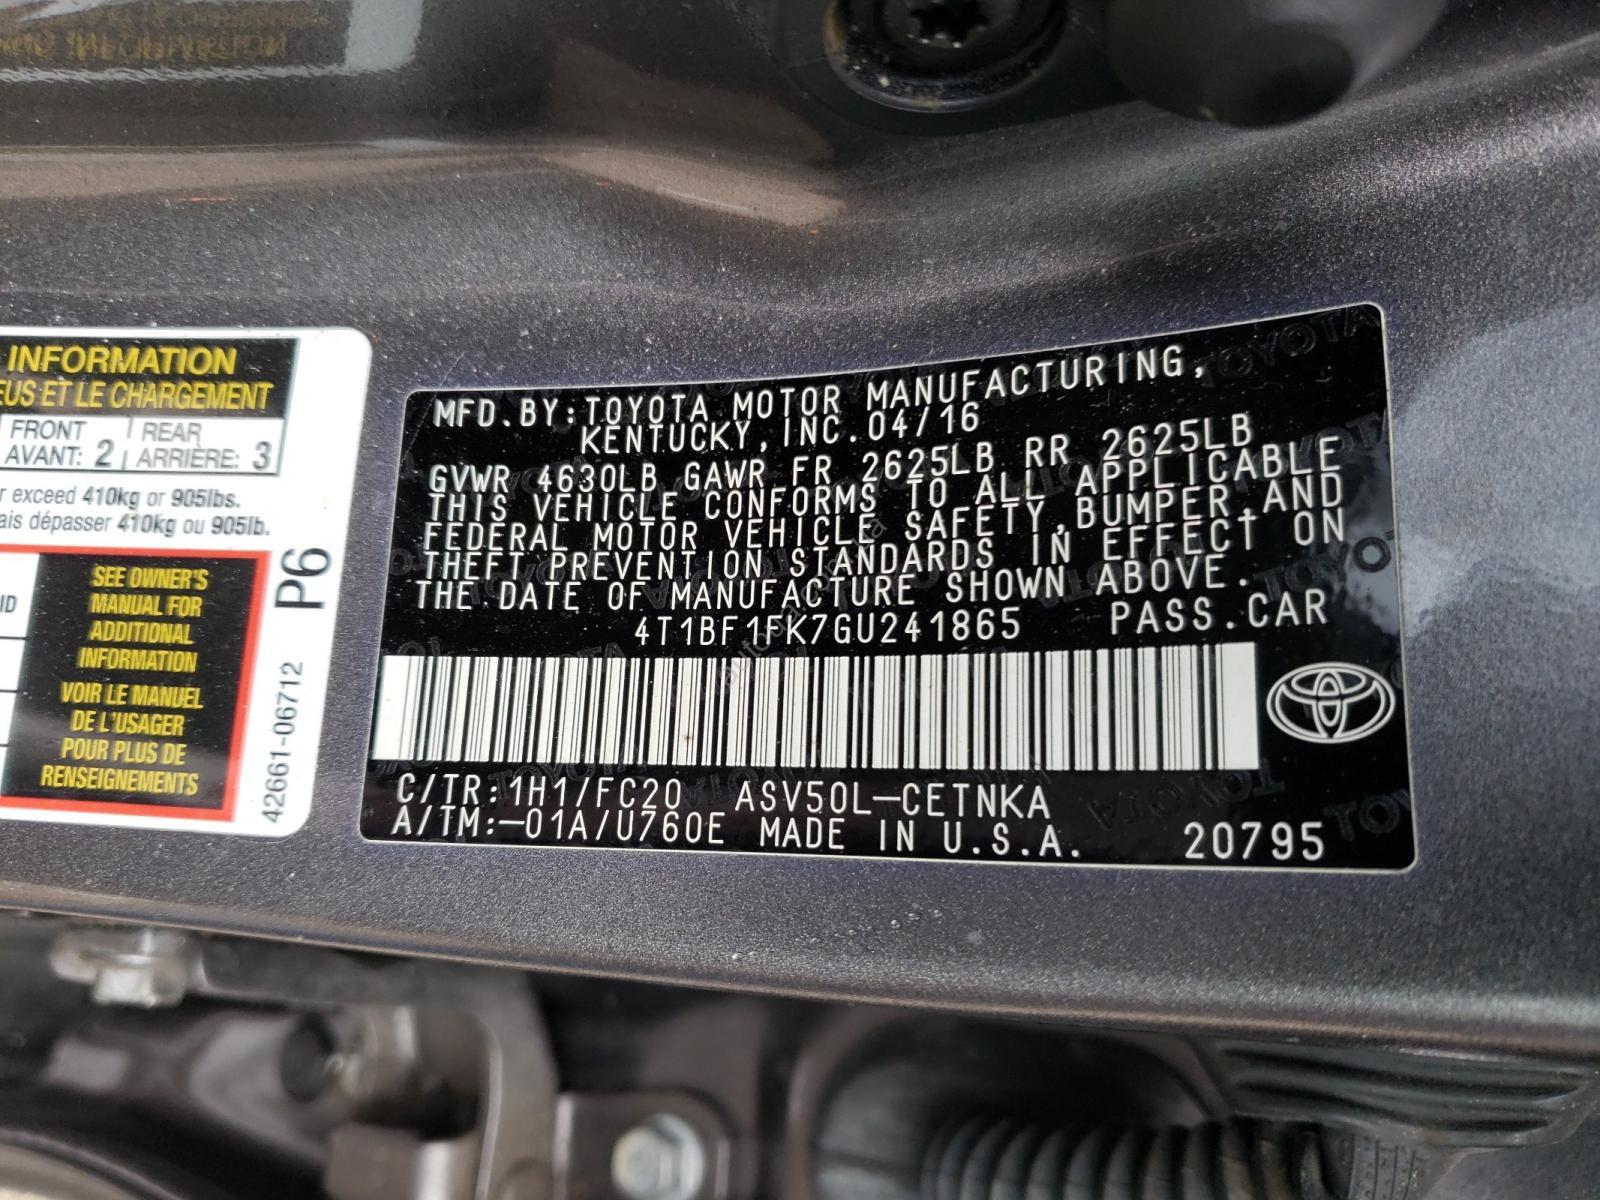 INFORMATION
INFORMATION
EUS ET LE CHARGEMENT
FRONT
AVANT: 2
REAR
ARRIÈRE: 3
r exceed 410kg or 905lbs.
ais dépasser 410kg ou 905lb.
ID
SEE OWNER'S
MANUAL FOR
ADDITIONAL
INFORMATION
VOIR LE MANUEL
DE L'USAGER
POUR PLUS DE
RENSEIGNEMENTS
P6
42661-06712
MFD.BY:TOYOTA MOTOR MANUFACTURING,
KENTUCKY, INC.04/16
GVWR 4630LB GAWR FR 2625LB RR 2625LB
THIS VEHICLE CONFORMS TO ALL APPLICABLE
FEDERAL MOTOR VEHICLE SAFETY,BUMPER,AND
THEFT PREVENTION STANDARDS IN EFFECT ON
THE DATE OF MANUFACTURE SHOWN ABOVE.
4T1BF1FK7GU241865 PASS.CAR
C/TR:1H1/FC20 ASV50L-CETNKA
A/TM:-01A/U760E MADE IN U.S.A. 20795